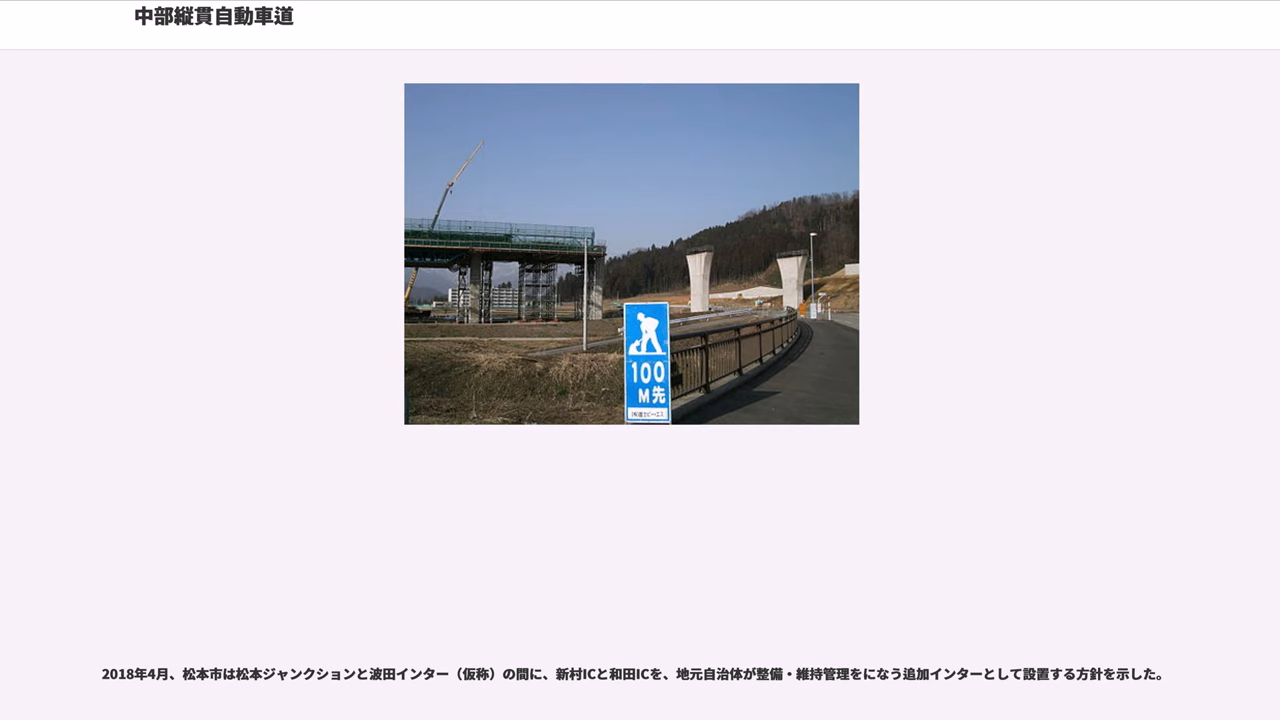 中部縦貫自動車道
100
M先
2018年4月、松本市は松本ジャンクションと波田インター（仮称）の間に、新村ICと和田ICを、地元自治体が整備・維持管理をになう追加インターとして設置する方針を示した。